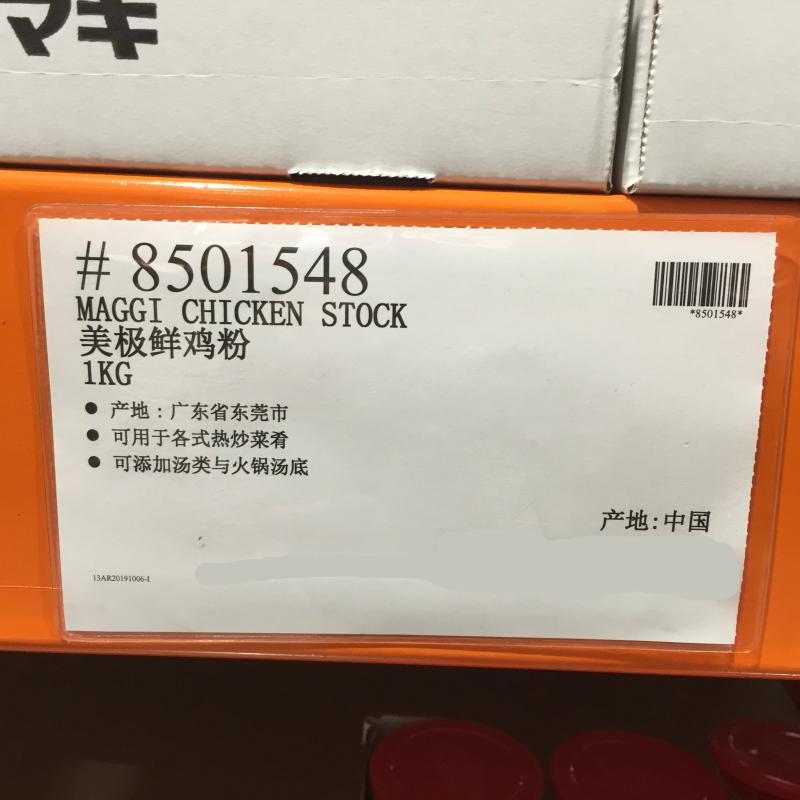 マキ
# 8501548
MAGGI CHICKEN STOCK
美极鲜鸡粉
1KG
*8501548*
● 产地：广东省东莞市
● 可用于各式热炒菜肴
● 可添加汤类与火锅汤底
产地:中国
13AR20191006-1